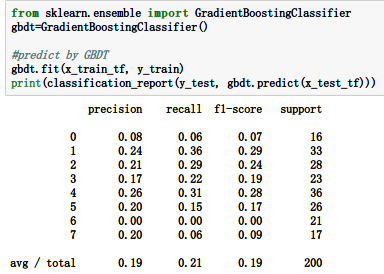 from sklearn.ensemble import GradientBoostingClassifier
gbdt=GradientBoostingClassifier()
#predict by GBDT
gbdt.fit(x_train_tf, y_train)
print(classification_report(y_test, gbdt.predict(x_test_tf)))
precision recall f1-score support
0 0.08 0.06 0.07 16
1 0.24 0.36 0.29 33
2 0.21 0.29 0.24 28
3 0.17 0.22 0.19 23
4 0.26 0.31 0.28 36
5 0.20 0.15 0.17 26
6 0.00 0.00 0.00 21
7 0.20 0.06 0.09 17
avg / total 0.19 0.21 0.19 200